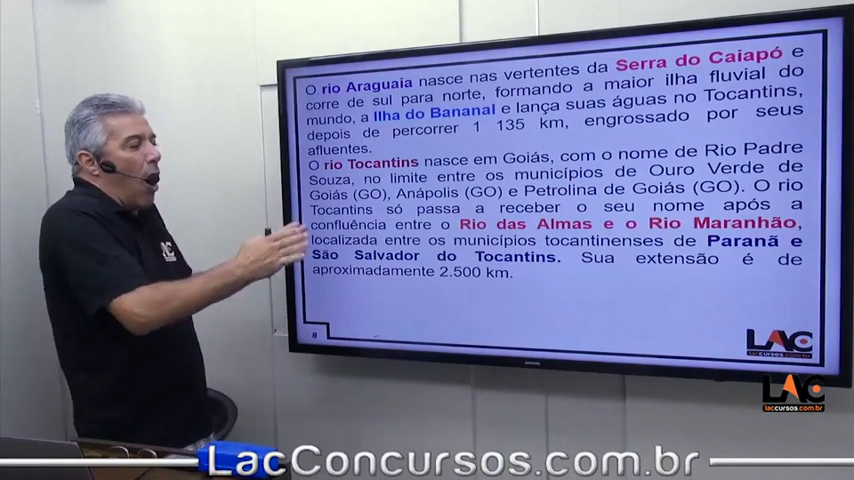 O rio Araguaia nasce nas vertentes da Serra do Caiapó e
corre de sul para norte, formando a maior ilha fluvial do
mundo, a Ilha do Bananal e lança suas águas no Tocantins,
depois de percorrer 1 135 km, engrossado por seus
afluentes.
O rio Tocantins nasce em Goiás, com o nome de Rio Padre
Souza, no limite entre os municípios de Ouro Verde de
Goiás (GO), Anápolis (GO) e Petrolina de Goiás (GO). O rio
Tocantins só passa a receber o seu nome após a
confluência entre o Rio das Almas e o Rio Maranhão,
localizada entre os municípios tocantinenses de Paranã e
São Salvador do Tocantins. Sua extensão é de
aproximadamente 2.500 km.
8
LAC
laccursos.com.br
LAC
laccursos.com.br
LAC
LacConcursos.com.br